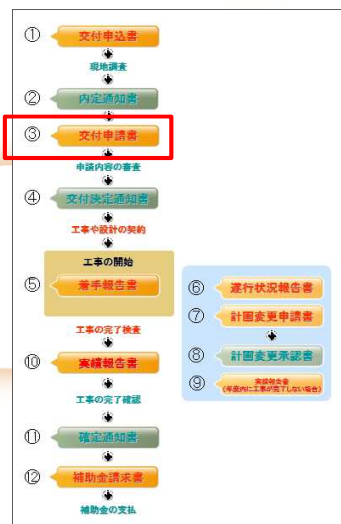 ① 交付申込書
現地調査
② 内定通知書
③ 交付申請書
申請内容の審査
④ 交付決定通知書
工事や設計の契約
工事の開始
⑤ 着手報告書
工事の完了検査
⑩ 実績報告書
工事の完了確認
⑪ 確定通知書
⑫ 補助金請求書
補助金の支払
⑥ 遂行状況報告書
⑦ 計画変更申請書
⑧ 計画変更承認書
⑨ 実績報告書
(年度内に工事が完了しない場合)